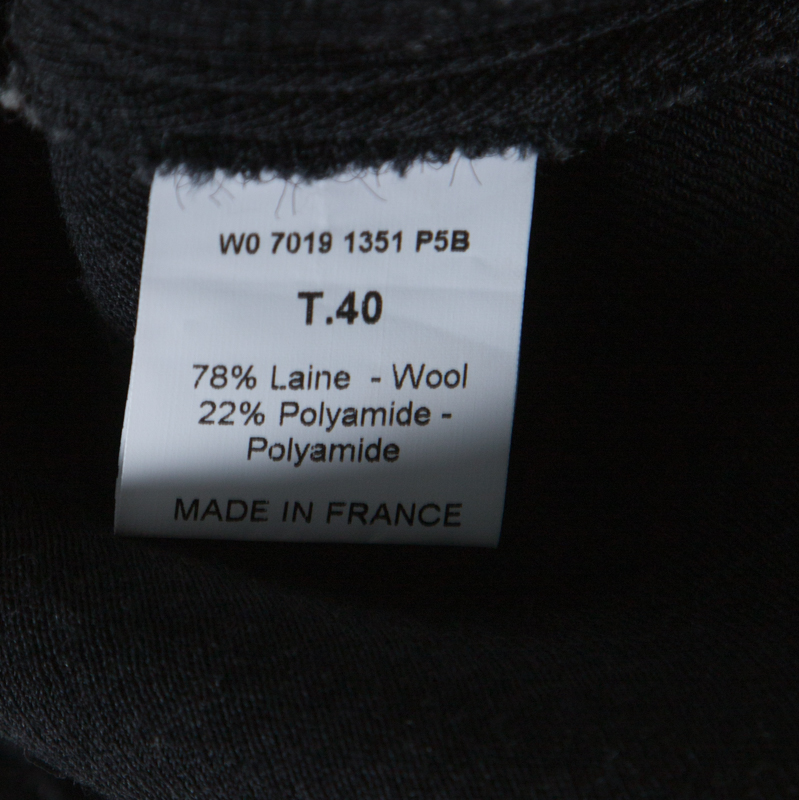 W0 7019 1351 P5B
T.40
78% Laine - Wool
22% Polyamide -
Polyamide
MADE IN FRANCE